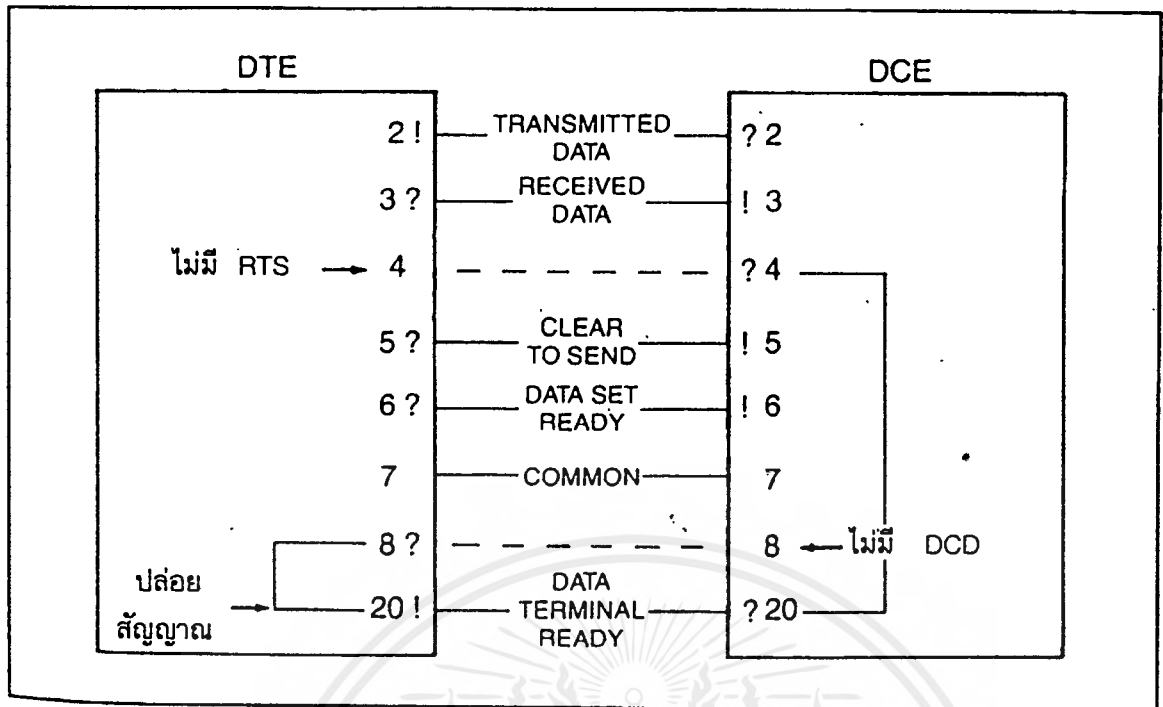 DTE
DCE
2 ! TRANSMITTED DATA ? 2
3 ? RECEIVED DATA ! 3
ไม่มี RTS 4 ? 4
5 ? CLEAR TO SEND ! 5
6 ? DATA SET READY ! 6
7 COMMON 7
8 ? 8 ไม่มี DCD
ปล่อย
สัญญาณ
20 ! DATA TERMINAL READY ? 20